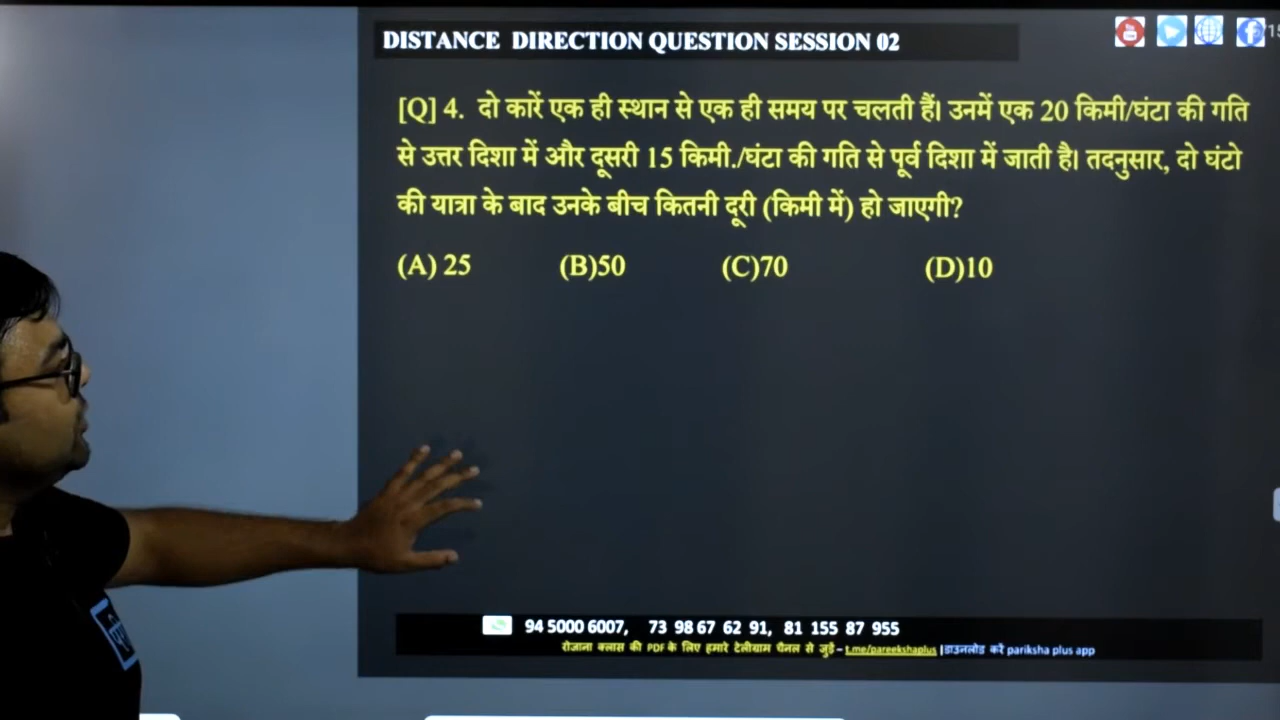 DISTANCE DIRECTION QUESTION SESSION 02
[Q] 4. दो कारें एक ही स्थान से एक ही समय पर चलती हैं। उनमें एक 20 किमी/घंटा की गति
से उत्तर दिशा में और दूसरी 15 किमी./घंटा की गति से पूर्व दिशा में जाती है। तदनुसार, दो घंटो
की यात्रा के बाद उनके बीच कितनी दूरी (किमी में) हो जाएगी?
(A) 25 (B)50 (C)70 (D)10
94 5000 6007, 73 98 67 62 91, 81 155 87 955
रोजाना क्लास की PDF के लिए हमारे टेलीग्राम चैनल से जुड़ें – t.me/pareekshaplus |डाउनलोड करें pariksha plus app